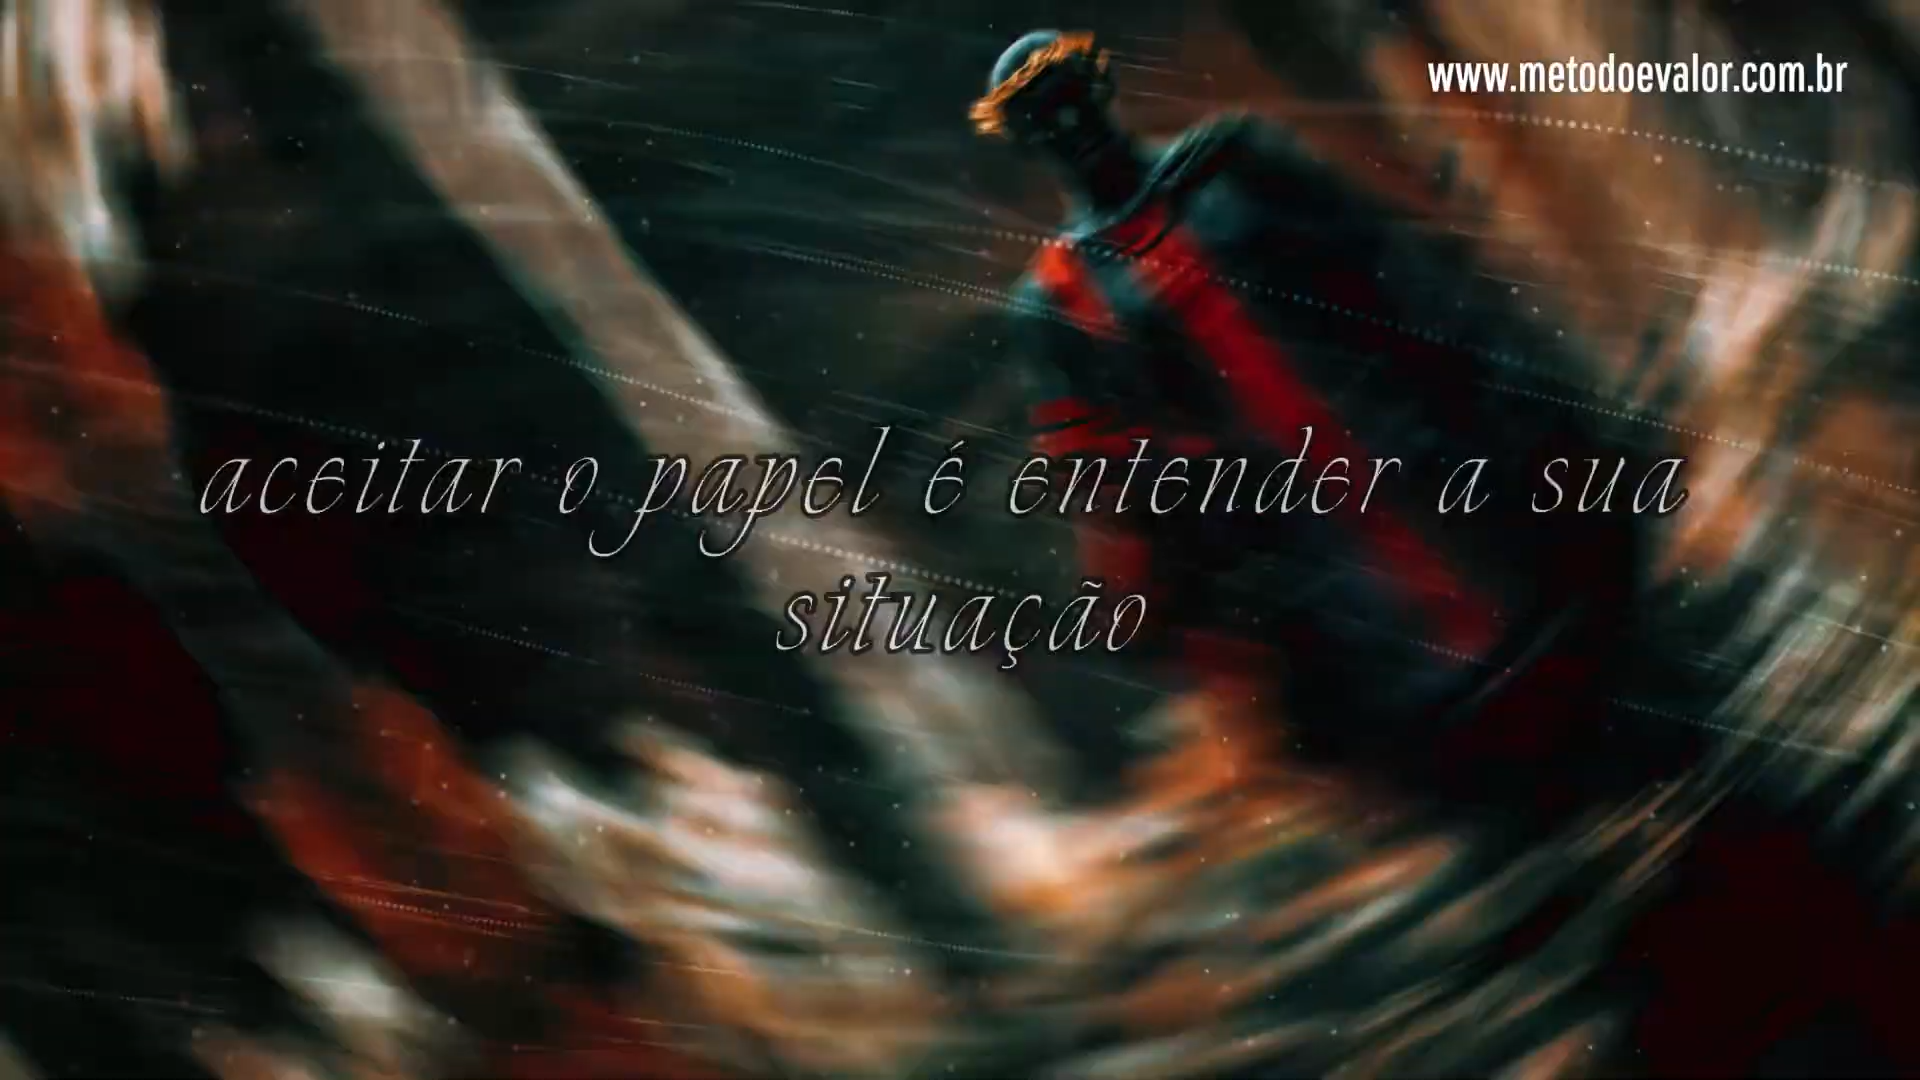 www.metodoevalor.com.br
aceitar o papel é entender a sua
situação